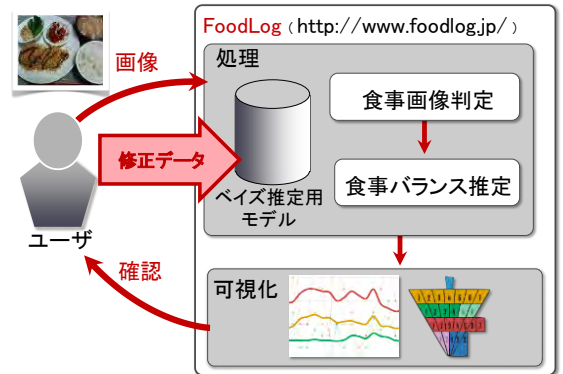 FoodLog（http://www.foodlog.jp/ ）
画像
処理
食事画像判定
修正データ
ベイズ推定用
モデル
食事バランス推定
ユーザ
確認
可視化